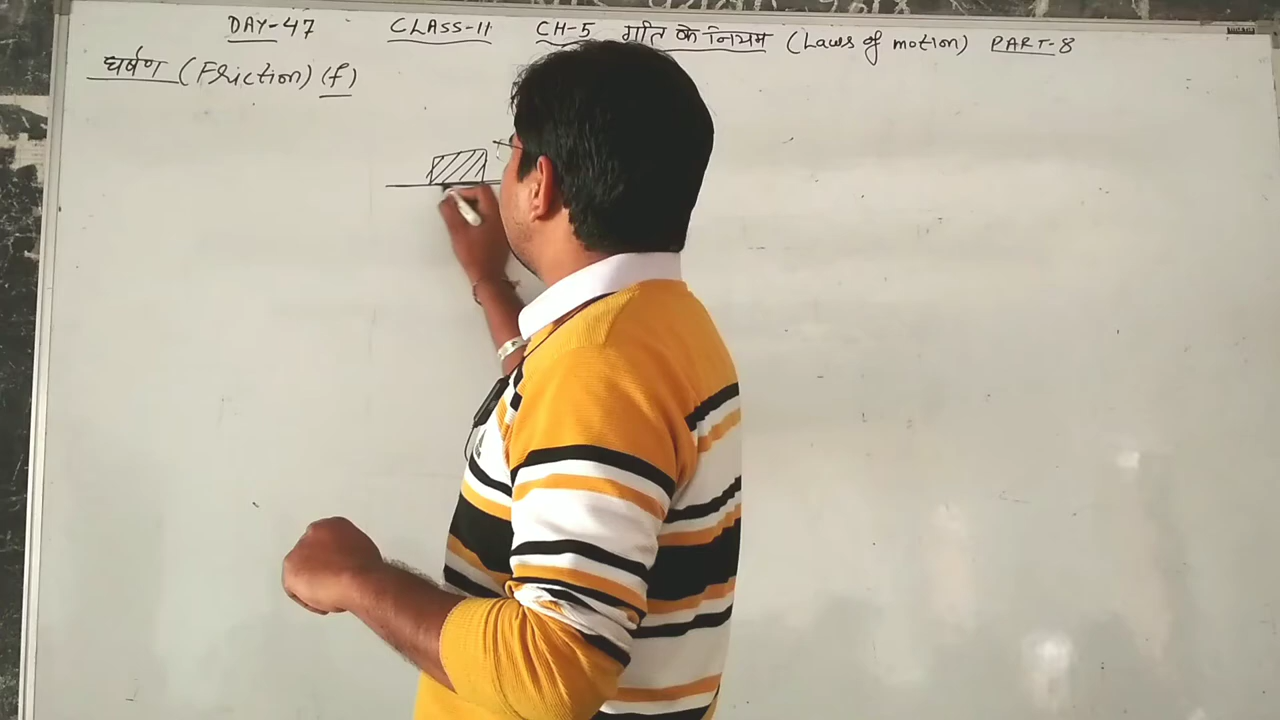 DAY-47 CLASS-11 CH-5 गति के नियम (Laws of motion) PART-8
घर्षण (Friction) (f)